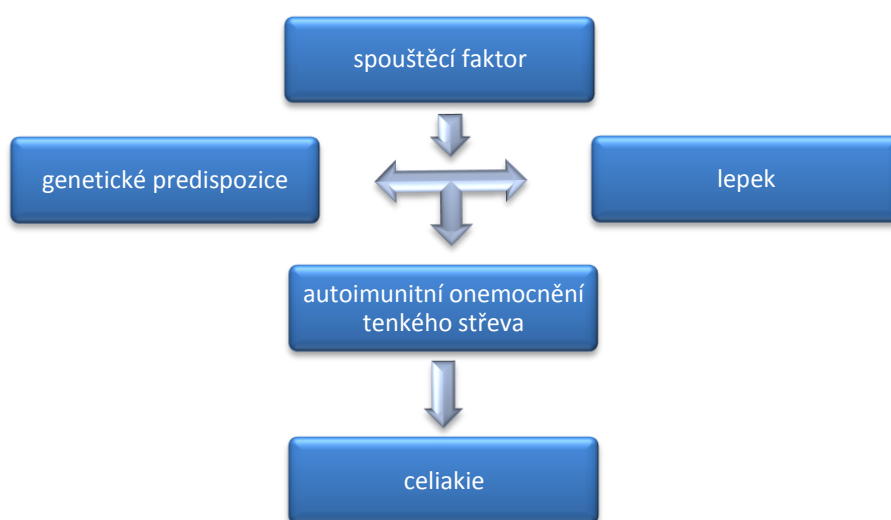 spouštěcí faktor
genetické predispozice
lepek
autoimunitní onemocnění
tenkého střeva
celiakie